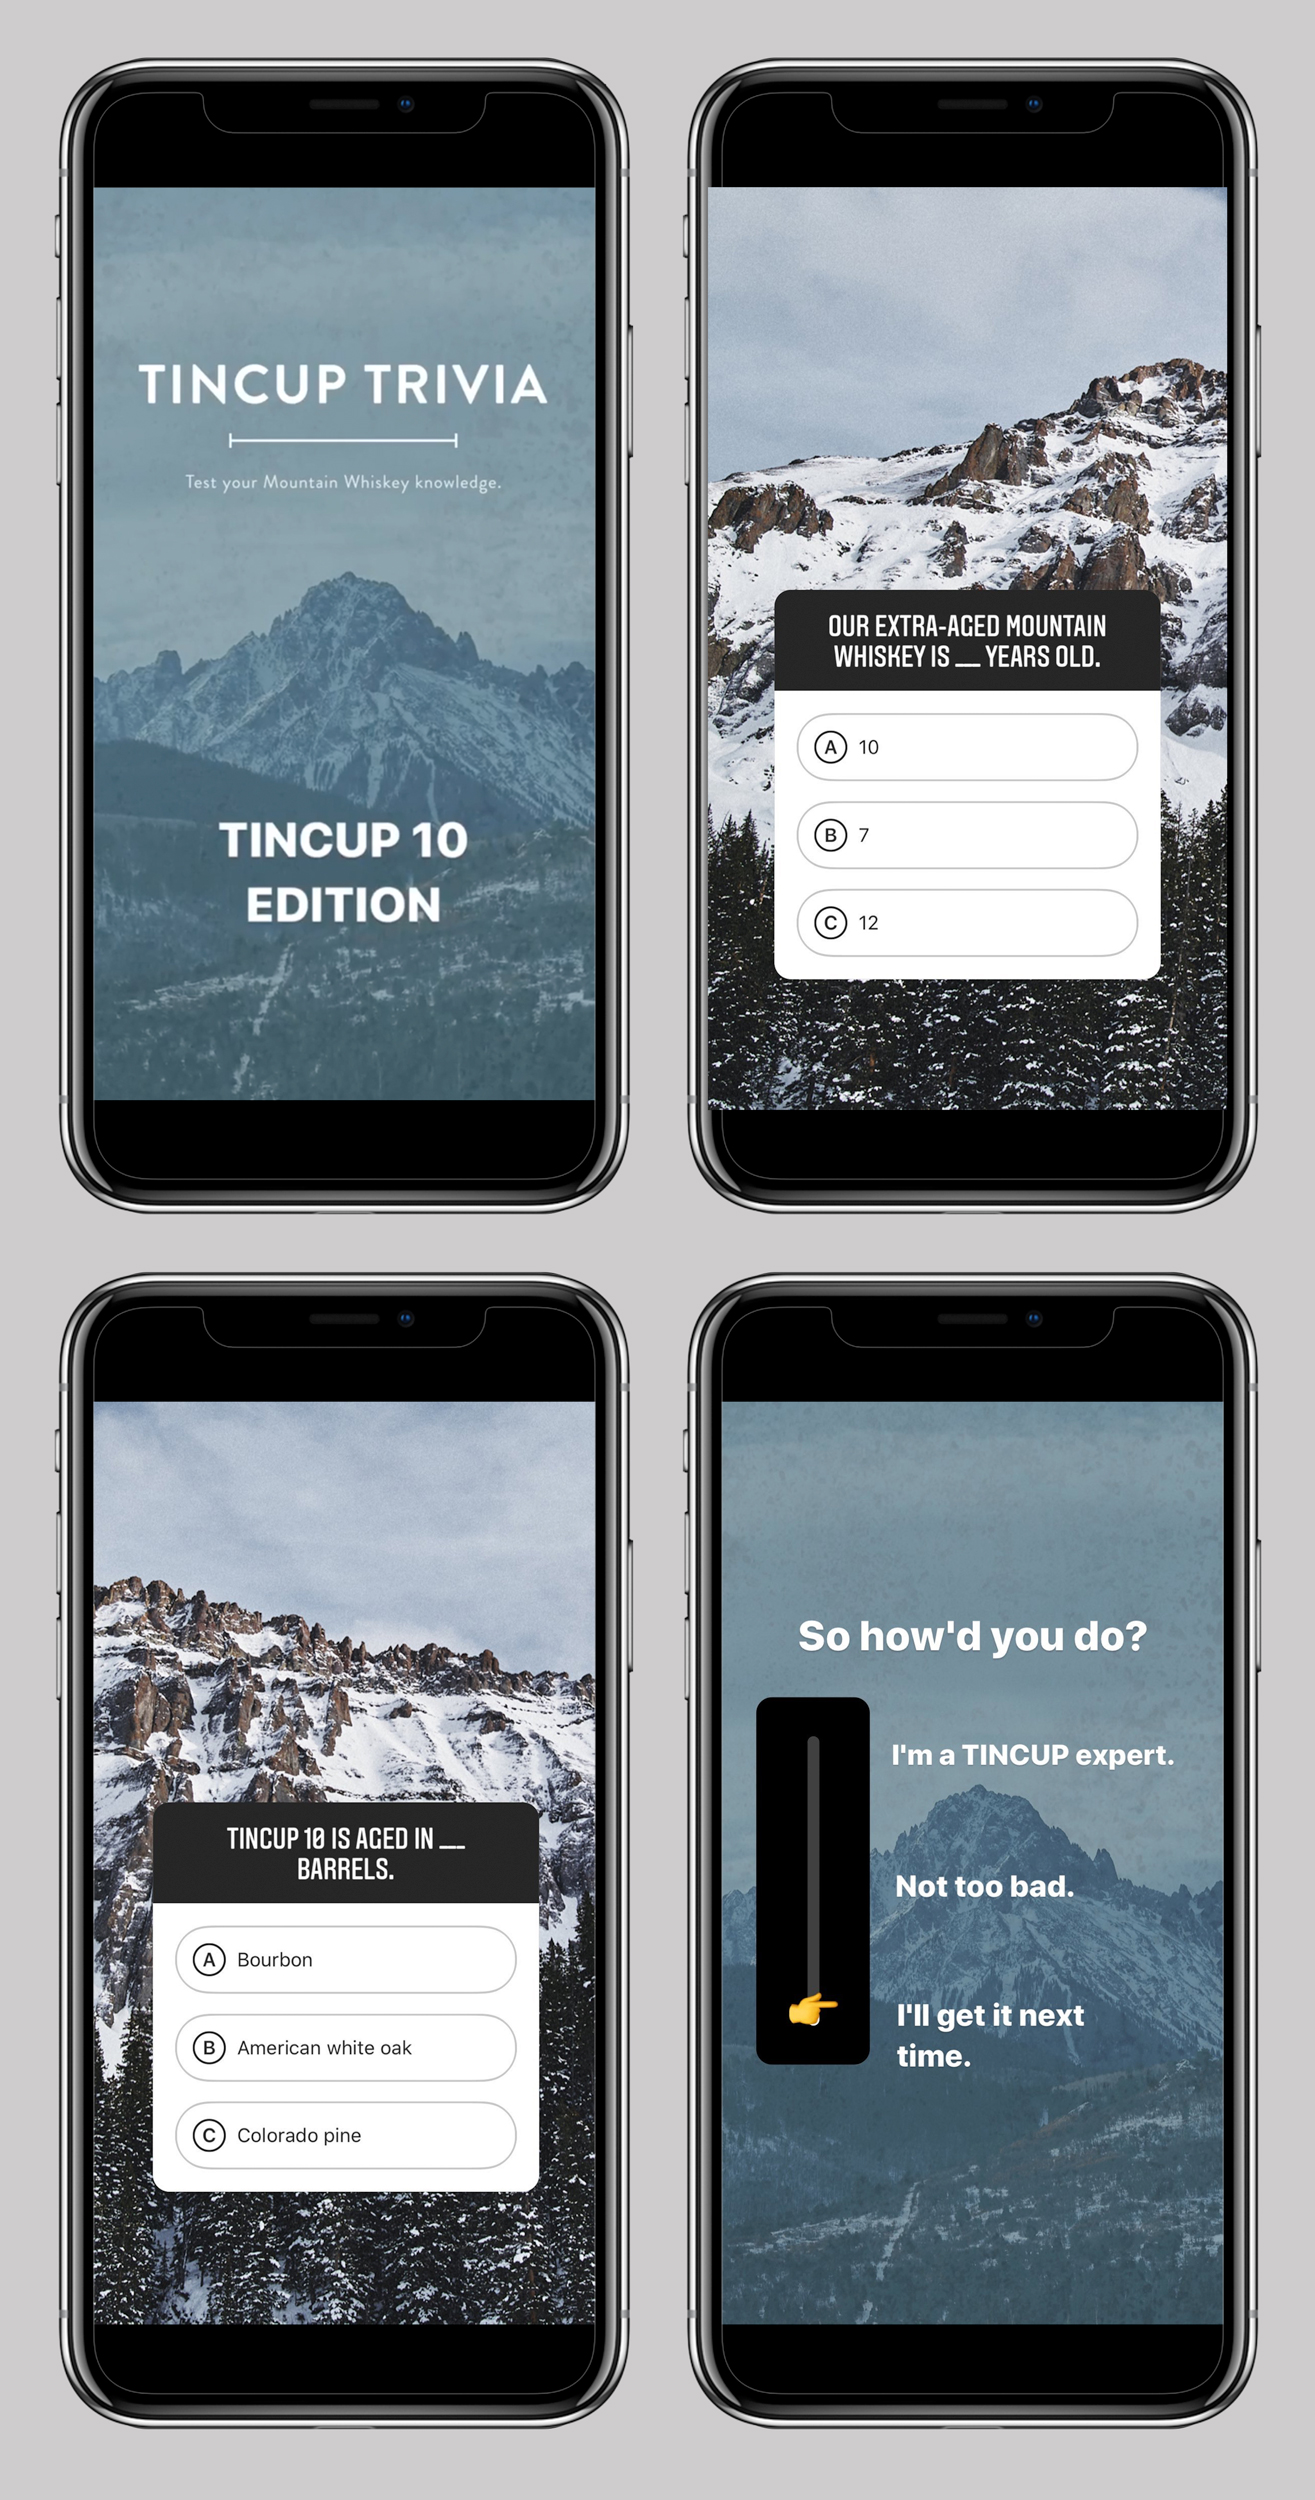 TINCUP TRIVIA
Test your Mountain Whiskey knowledge.
TINCUP 10
EDITION
OUR EXTRA-AGED MOUNTAIN
WHISKEY IS __ YEARS OLD.
A 10
B 7
C 12
TINCUP 10 IS AGED IN __
BARRELS.
A Bourbon
B American white oak
C Colorado pine
So how'd you do?
I'm a TINCUP expert.
Not too bad.
I'll get it next
time.